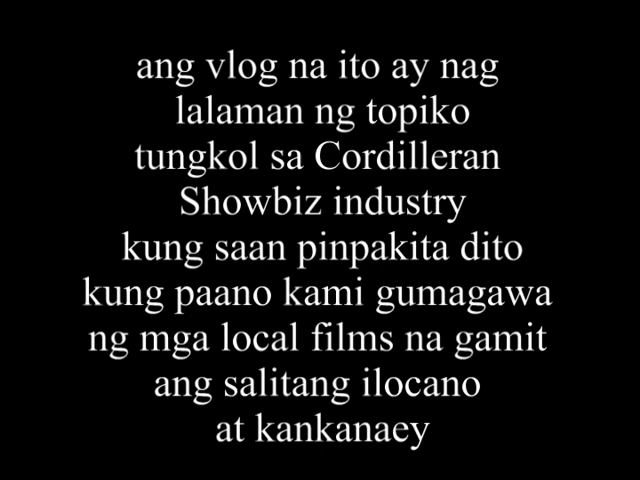 ang vlog na ito ay nag
lalaman ng topiko
tungkol sa Cordilleran
Showbiz industry
kung saan pinpakita dito
kung paano kami gumagawa
ng mga local films na gamit
ang salitang ilocano
at kankanaey